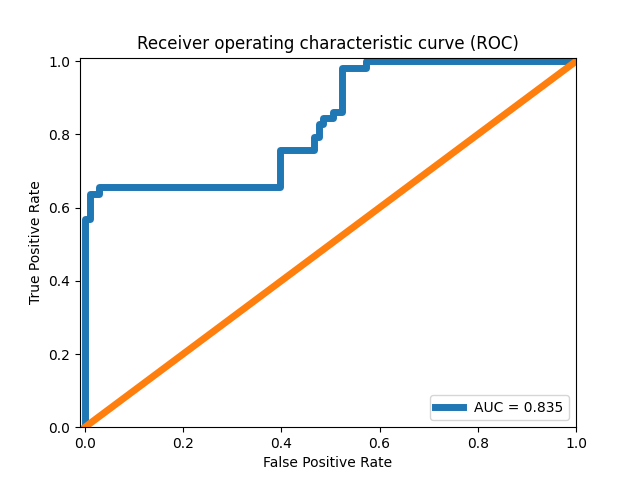 Receiver operating characteristic curve (ROC)
True Positive Rate
1.0
0.8
0.6
0.4
0.2
0.0
AUC = 0.835
0.0 0.2 0.4 0.6 0.8 1.0
False Positive Rate